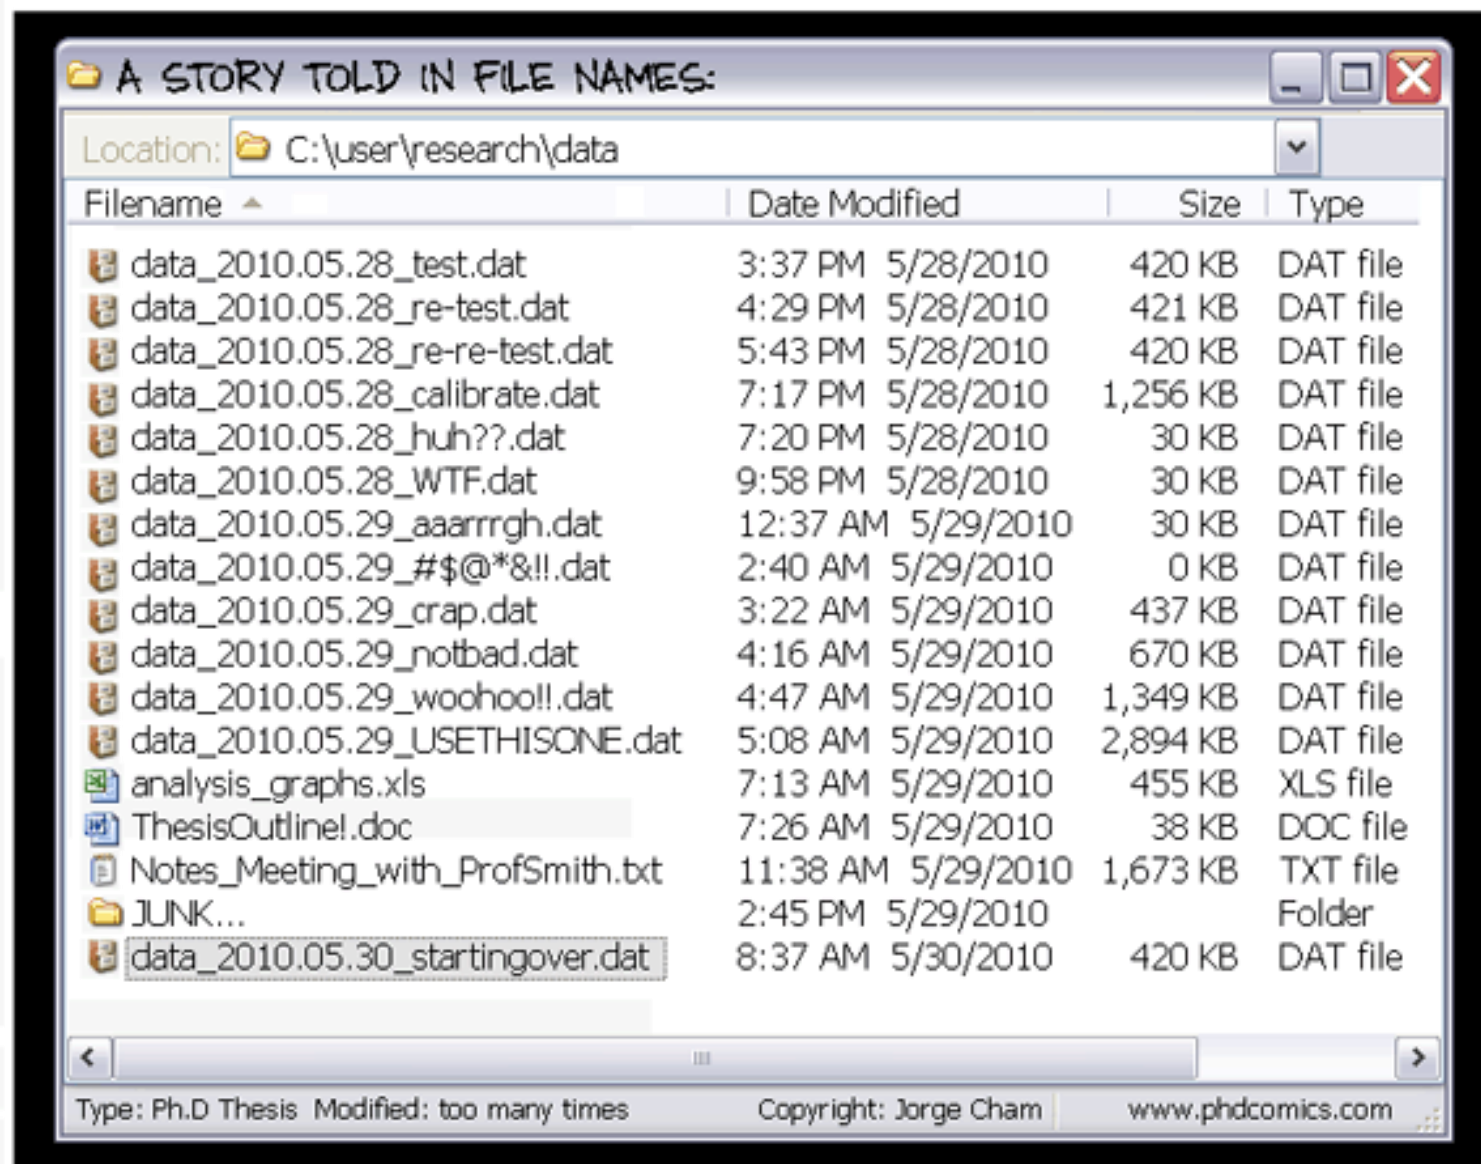 A STORY TOLD IN FILE NAMES:
Location: C:\user\research\data
Filename Date Modified Size Type
data_2010.05.28_test.dat 3:37 PM 5/28/2010 420 KB DAT file
data_2010.05.28_re-test.dat 4:29 PM 5/28/2010 421 KB DAT file
data_2010.05.28_re-re-test.dat 5:43 PM 5/28/2010 420 KB DAT file
data_2010.05.28_calibrate.dat 7:17 PM 5/28/2010 1,256 KB DAT file
data_2010.05.28_huh??.dat 7:20 PM 5/28/2010 30 KB DAT file
data_2010.05.28_WTF.dat 9:58 PM 5/28/2010 30 KB DAT file
data_2010.05.29_aaarrrgh.dat 12:37 AM 5/29/2010 30 KB DAT file
data_2010.05.29_#$@*&!!.dat 2:40 AM 5/29/2010 0 KB DAT file
data_2010.05.29_crap.dat 3:22 AM 5/29/2010 437 KB DAT file
data_2010.05.29_notbad.dat 4:16 AM 5/29/2010 670 KB DAT file
data_2010.05.29_woohoo!!.dat 4:47 AM 5/29/2010 1,349 KB DAT file
data_2010.05.29_USETHISONE.dat 5:08 AM 5/29/2010 2,894 KB DAT file
analysis_graphs.xls 7:13 AM 5/29/2010 455 KB XLS file
ThesisOutline!.doc 7:26 AM 5/29/2010 38 KB DOC file
Notes_Meeting_with_ProfSmith.txt 11:38 AM 5/29/2010 1,673 KB TXT file
JUNK... 2:45 PM 5/29/2010 Folder
data_2010.05.30_startingover.dat 8:37 AM 5/30/2010 420 KB DAT file
Type: Ph.D Thesis Modified: too many times Copyright: Jorge Cham www.phdcomics.com